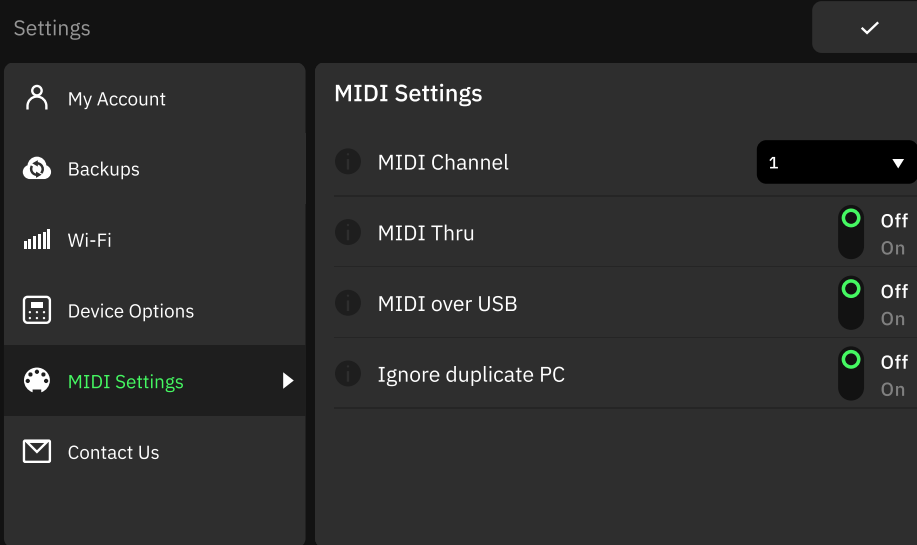 Settings
My Account
Backups
Wi-Fi
Device Options
MIDI Settings
Contact Us
MIDI Settings
MIDI Channel
1
MIDI Thru
Off
On
MIDI over USB
Off
On
Ignore duplicate PC
Off
On